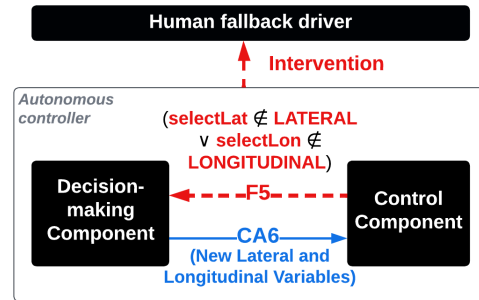 Human fallback driver
Intervention
Autonomous
controller
(selectLat ∉ LATERAL
∨ selectLon ∉
LONGITUDINAL)
Decision-
making
Component
F5
Control
Component
CA6
(New Lateral and
Longitudinal Variables)